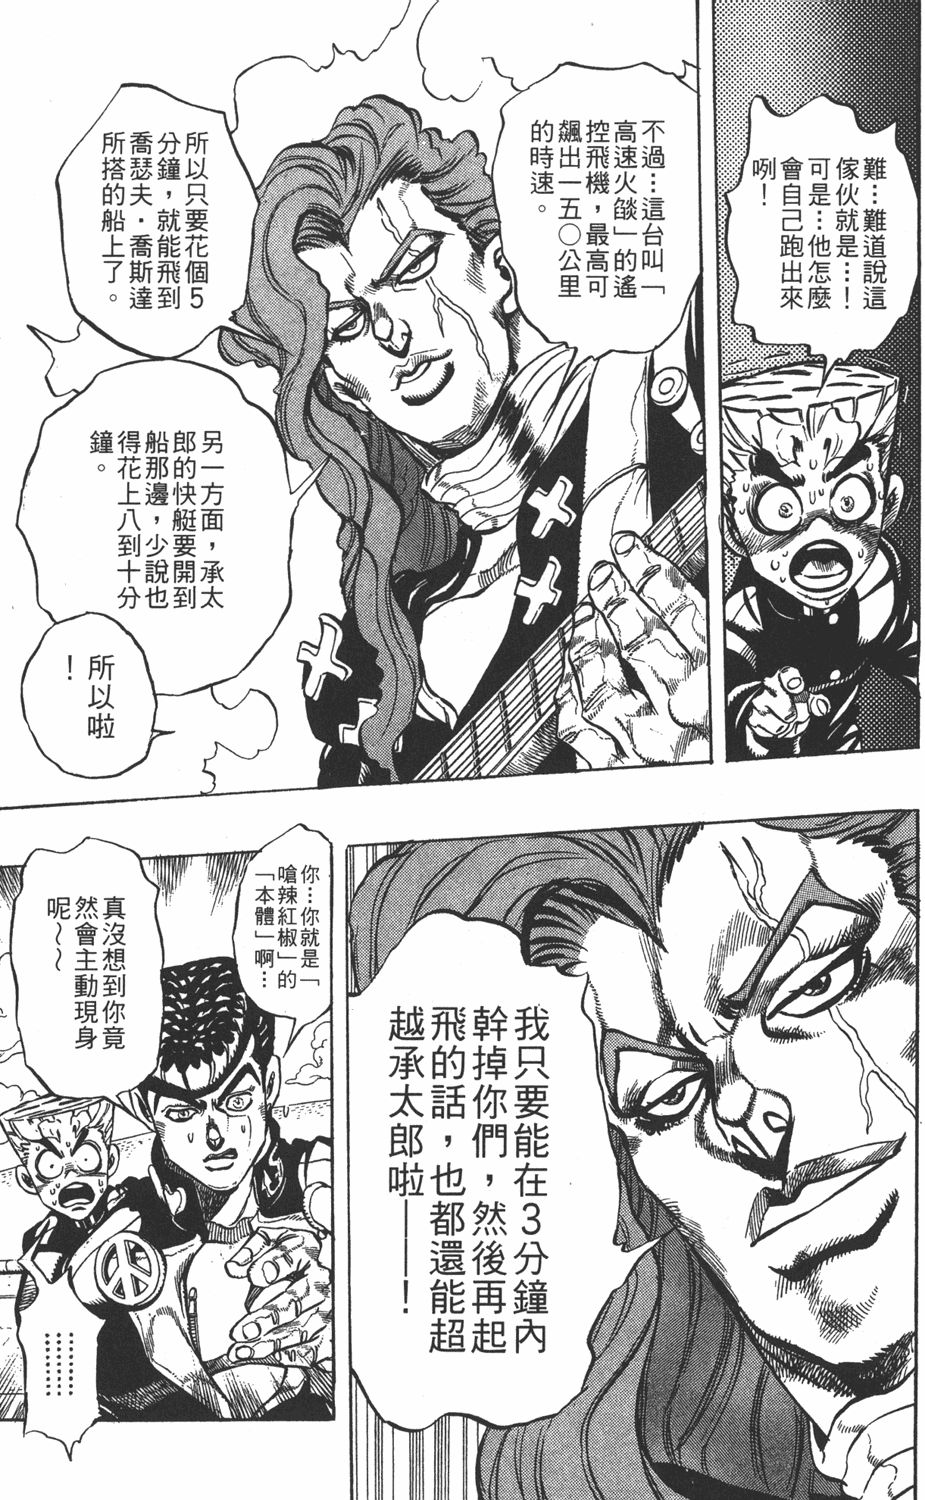 難…難道說這
傢伙就是…!
可是…他怎麼
會自己跑出來
咧!
不過…這台叫「
高速火燄」的遙
控飛機，最高可
飆出一五〇公里
的時速。
所以只要花個5
分鐘，就能飛到
喬瑟夫・喬斯達
所搭的船上了。
另一方面，承太
郎的快艇要開到
船那邊，少說也
得花上八到十分
鐘。
所以啦
!
我只要能在3分鐘內
幹掉你們，然後再起
飛的話，也都還能超
越承太郎啦——!
你…你就是「
嗆辣紅椒」的
「本體」啊…
真沒想到你竟
然會主動現身
呢～～
………